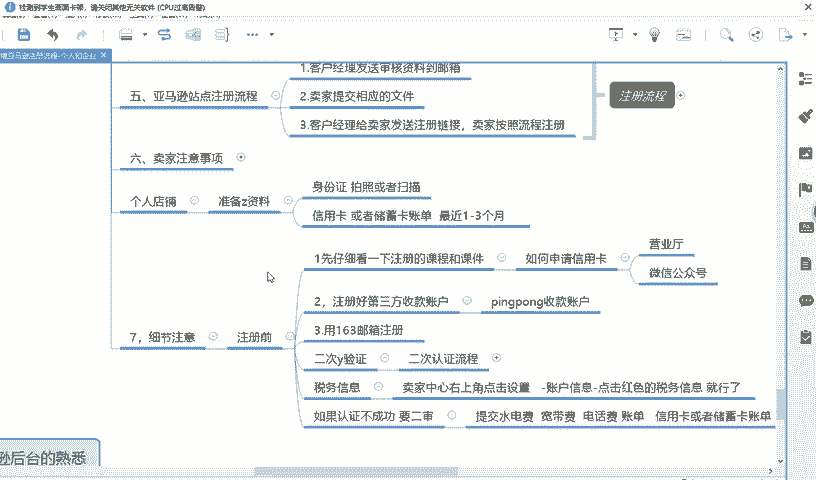 检测到学生画面卡顿，请关闭其他无关软件 (CPU过高告警)
境亚马逊注册流程-个人和企业
1.客户经理发送审核资料到邮箱
五、亚马逊站点注册流程
2.卖家提交相应的文件
注册流程
3.客户经理给卖家发送注册链接，卖家按照流程注册
六、卖家注意事项
个人店铺
准备z资料
身份证 拍照或者扫描
信用卡 或者储蓄卡账单 最近1-3个月
1先仔细看一下注册的课程和课件
如何申请信用卡
营业厅
微信公众号
2，注册好第三方收款账户
pingpong收款账户
7，细节注意
注册前
3.用163邮箱注册
二次y验证
二次认证流程
税务信息
卖家中心右上角点击设置 -账户信息-点击红色的税务信息 就行了
如果认证不成功 要二审
提交水电费 宽带费 电话费 账单 信用卡或者储蓄卡账单
逊后台的熟悉